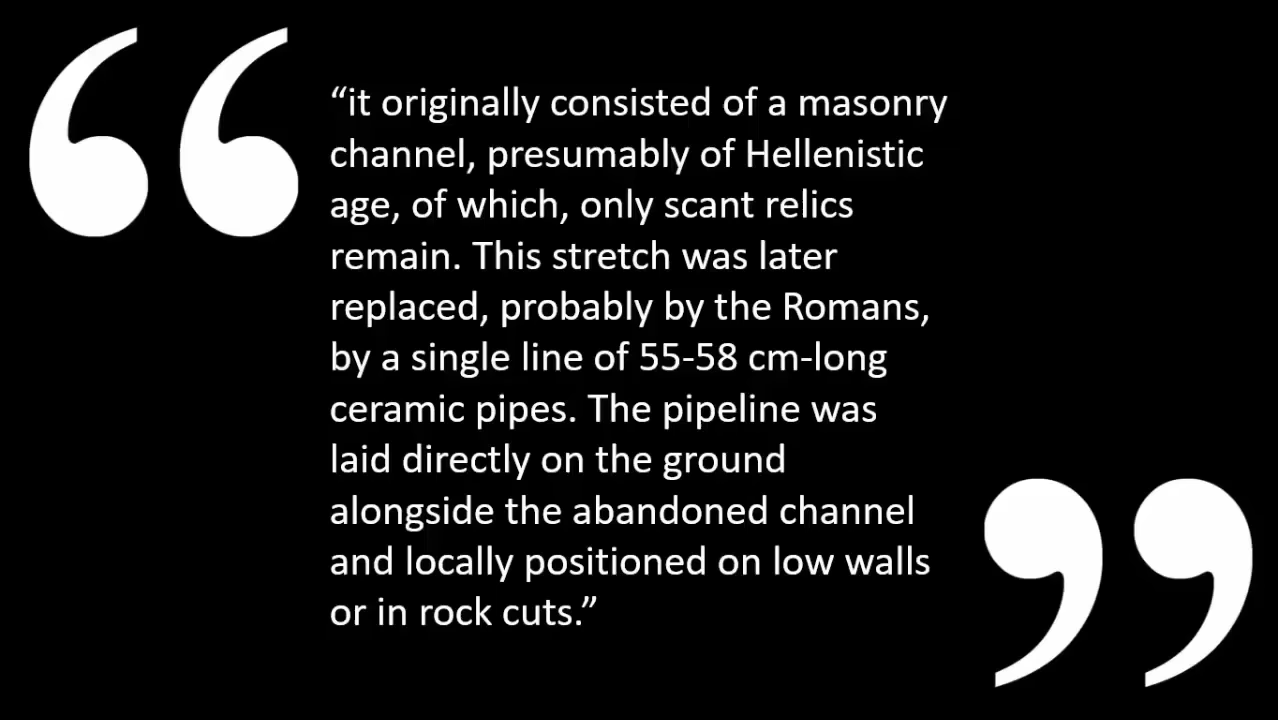 “it originally consisted of a masonry
channel, presumably of Hellenistic
age, of which, only scant relics
remain. This stretch was later
replaced, probably by the Romans,
by a single line of 55-58 cm-long
ceramic pipes. The pipeline was
laid directly on the ground
alongside the abandoned channel
and locally positioned on low walls
or in rock cuts.”